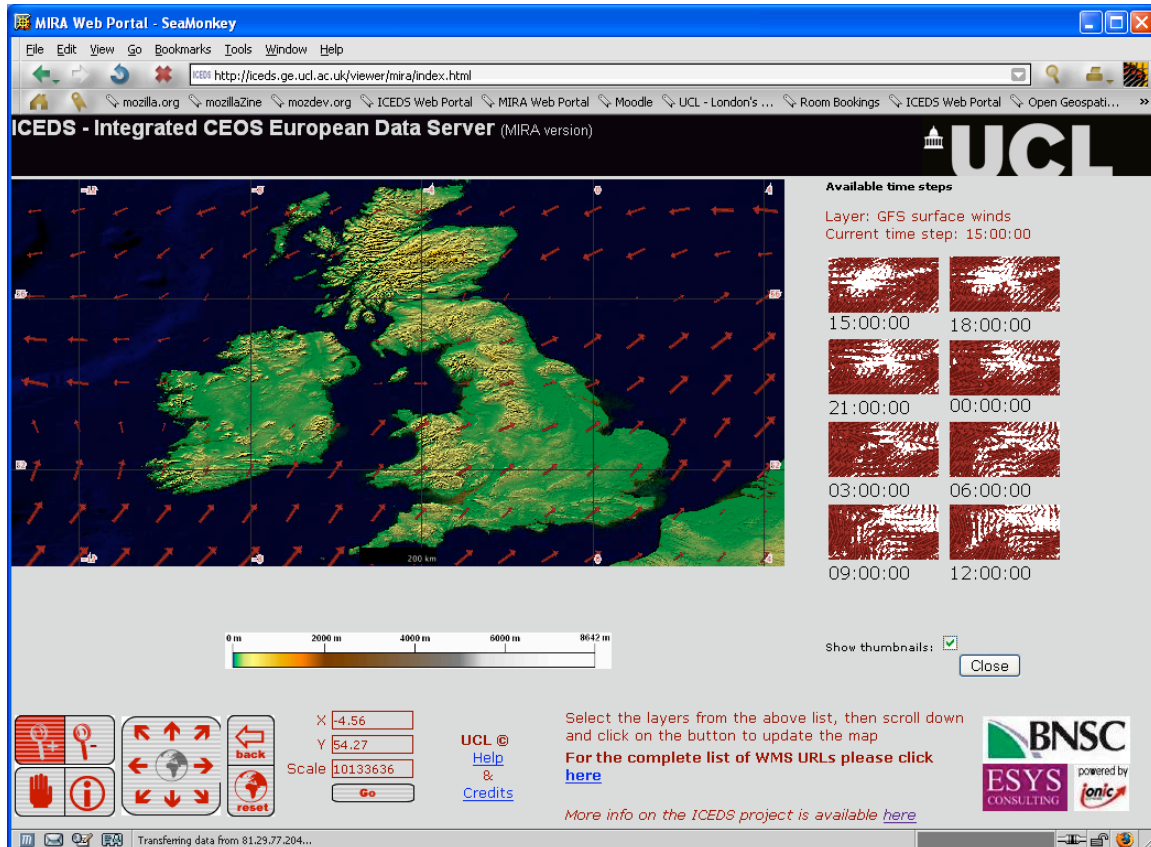 MIRA Web Portal - SeaMonkey
File Edit View Go Bookmarks Tools Window Help
ICEDS http://iceds.ge.ucl.ac.uk/viewer/mira/index.html
mozilla.org mozillaZine mozdev.org ICEDS Web Portal MIRA Web Portal Moodle UCL - London's ... Room Bookings ICEDS Web Portal Open Geospati... »
ICEDS - Integrated CEOS European Data Server (MIRA version)
UCL
Available time steps
Layer: GFS surface winds
Current time step: 15:00:00
15:00:00 18:00:00
21:00:00 00:00:00
03:00:00 06:00:00
09:00:00 12:00:00
200 km
0 m 2000 m 4000 m 6000 m 8642 m
Show thumbnails:
Close
back
reset
X -4.56
Y 54.27
Scale 10133636
Go
UCL ©
Help
&
Credits
Select the layers from the above list, then scroll down
and click on the button to update the map
For the complete list of WMS URLs please click
here
More info on the ICEDS project is available here
BNSC
ESYS
CONSULTING
powered by
ionic
Transferring data from 81.29.77.204...